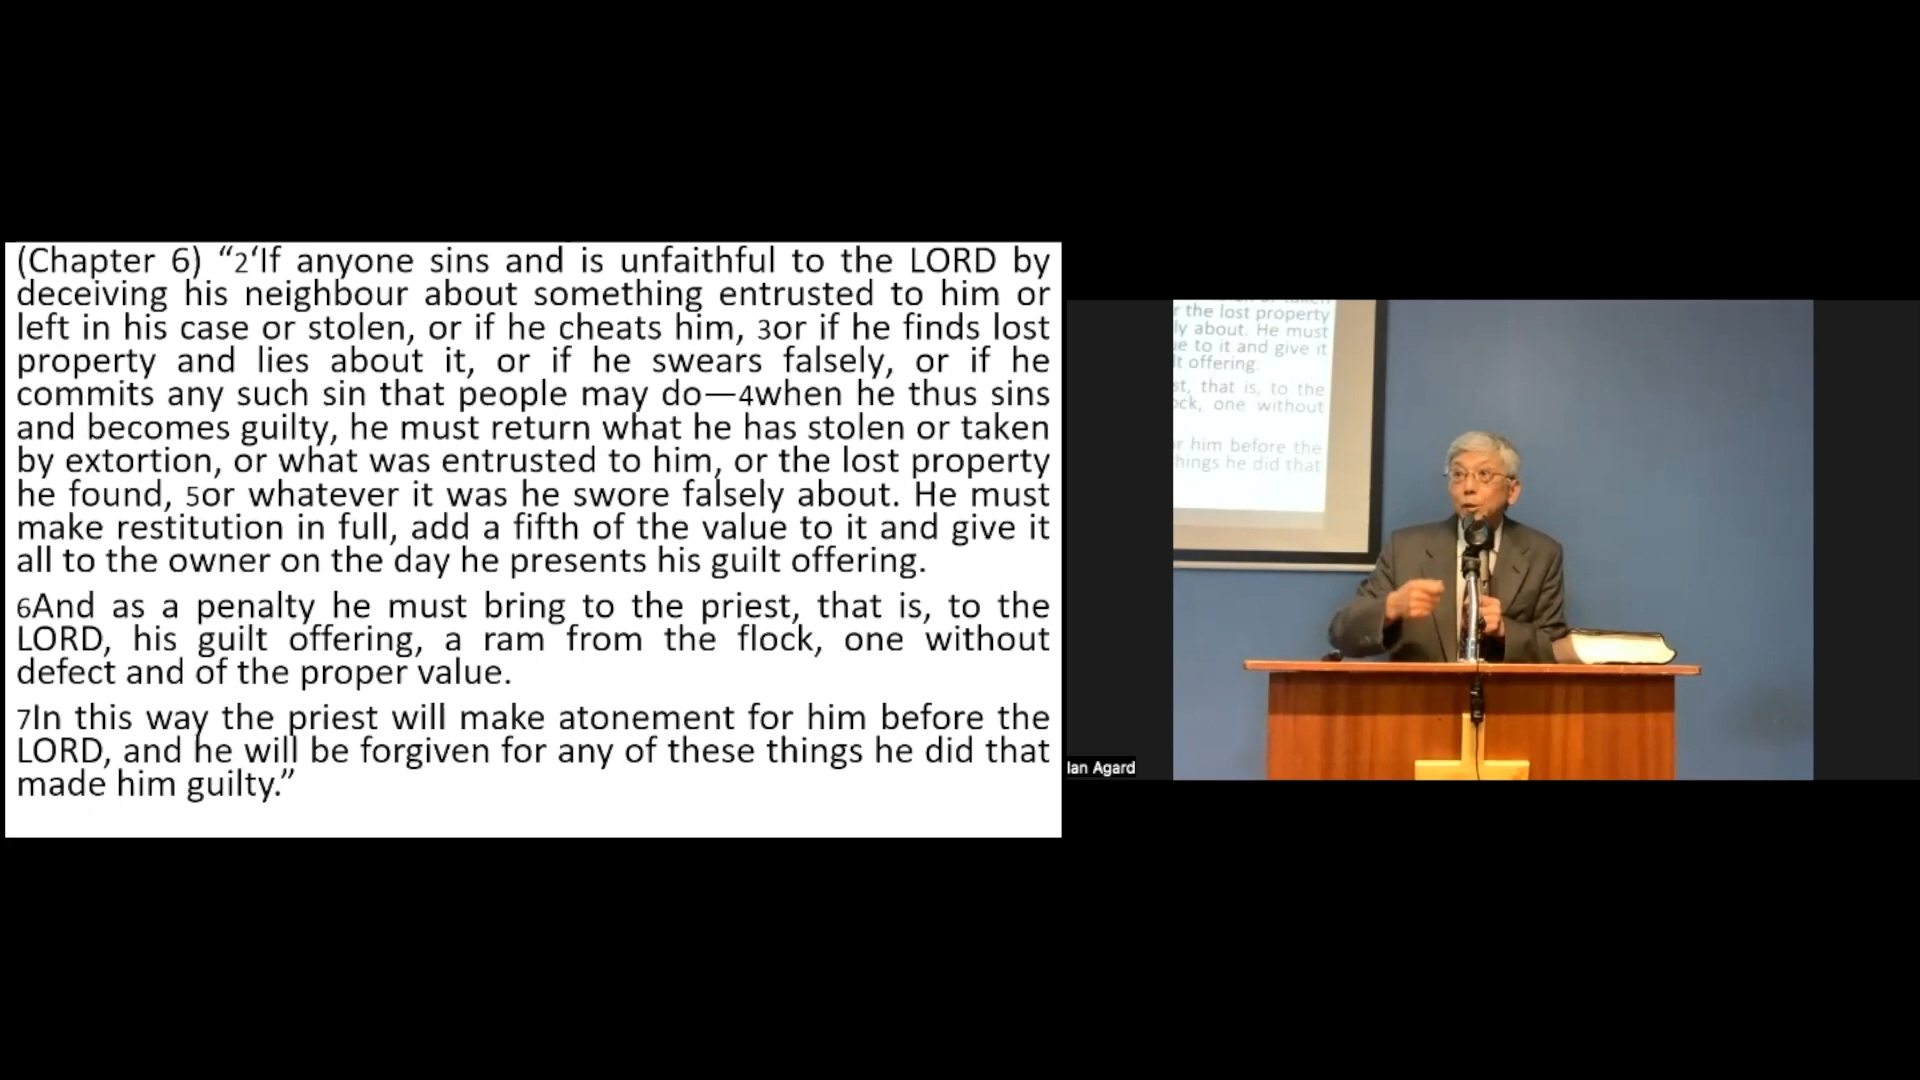 (Chapter 6) “2‘If anyone sins and is unfaithful to the LORD by
deceiving his neighbour about something entrusted to him or
left in his case or stolen, or if he cheats him, 3or if he finds lost
property and lies about it, or if he swears falsely, or if he
commits any such sin that people may do—4when he thus sins
and becomes guilty, he must return what he has stolen or taken
by extortion, or what was entrusted to him, or the lost property
he found, 5or whatever it was he swore falsely about. He must
make restitution in full, add a fifth of the value to it and give it
all to the owner on the day he presents his guilt offering.
6And as a penalty he must bring to the priest, that is, to the
LORD, his guilt offering, a ram from the flock, one without
defect and of the proper value.
7In this way the priest will make atonement for him before the
LORD, and he will be forgiven for any of these things he did that
made him guilty.”
the lost property
about. He must
to it and give it
offering.
that is, to the
one without
him before the
he did that
Ian Agard